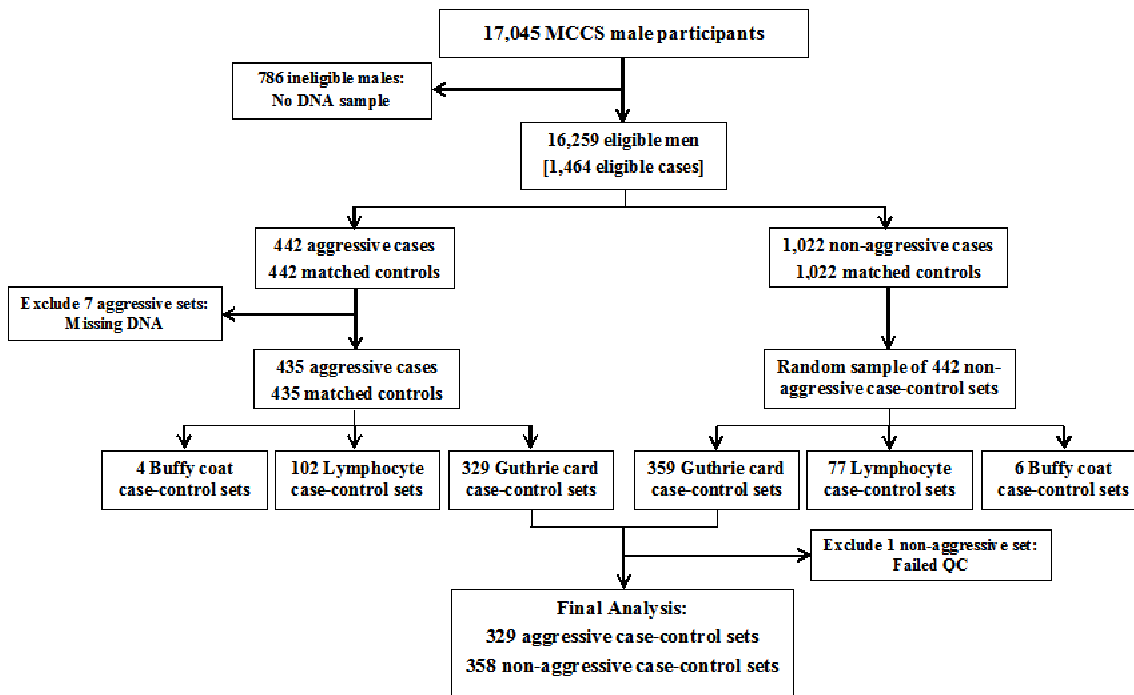 17,045 MCCS male participants
786 ineligible males:
No DNA sample
16,259 eligible men
[1,464 eligible cases]
442 aggressive cases
442 matched controls
1,022 non-aggressive cases
1,022 matched controls
Exclude 7 aggressive sets:
Missing DNA
435 aggressive cases
435 matched controls
Random sample of 442 non-
aggressive case-control sets
4 Buffy coat
case-control sets
102 Lymphocyte
case-control sets
329 Guthrie card
case-control sets
359 Guthrie card
case-control sets
77 Lymphocyte
case-control sets
6 Buffy coat
case-control sets
Exclude 1 non-aggressive set:
Failed QC
Final Analysis:
329 aggressive case-control sets
358 non-aggressive case-control sets